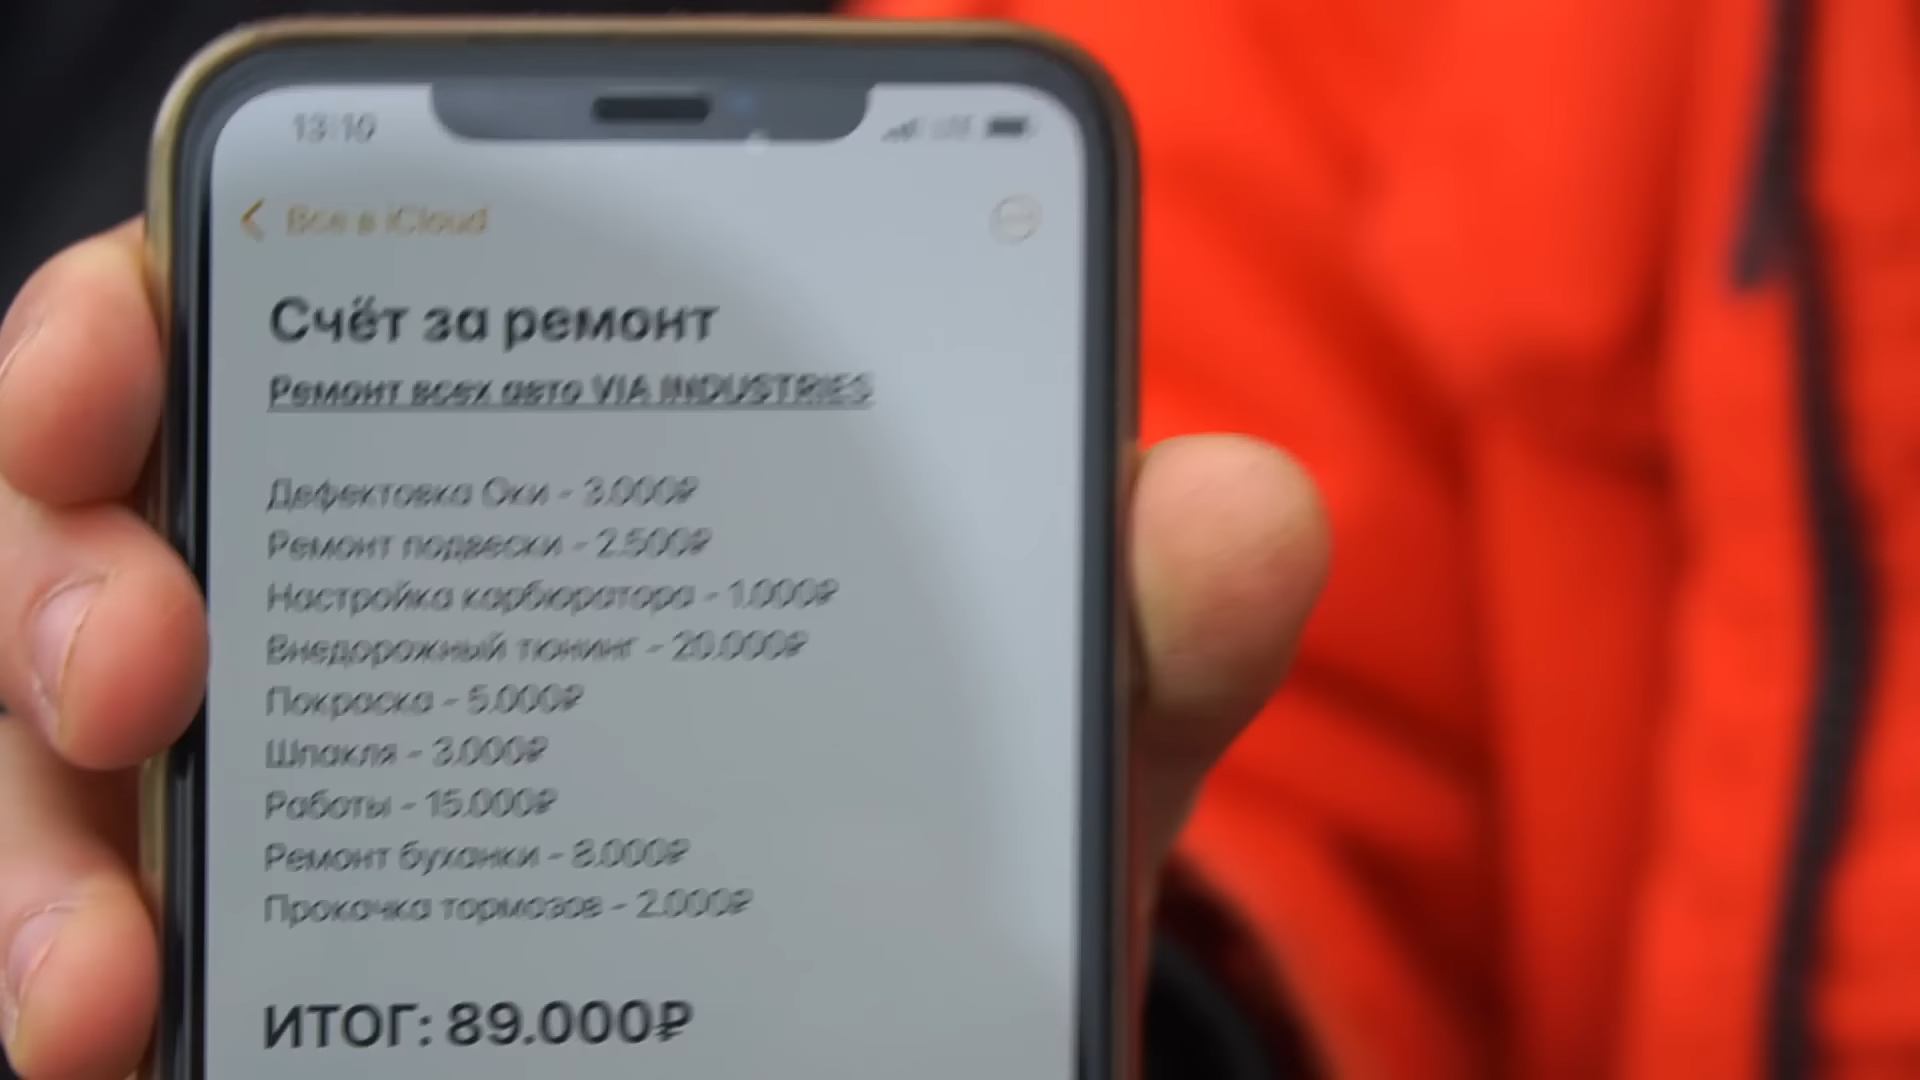 13:10
Все в iCloud
Счёт за ремонт
Ремонт всех авто VIA INDUSTRIES
Дефектовка Оки - 3.000₽
Ремонт подвески - 2.500₽
Настройка карбюратора - 1.000₽
Внедорожный тюнинг - 20.000₽
Покраска - 5.000₽
Шпакля - 3.000₽
Работы - 15.000₽
Ремонт буханки - 8.000₽
Прокачка тормозов - 2.000₽
ИТОГ: 89.000₽